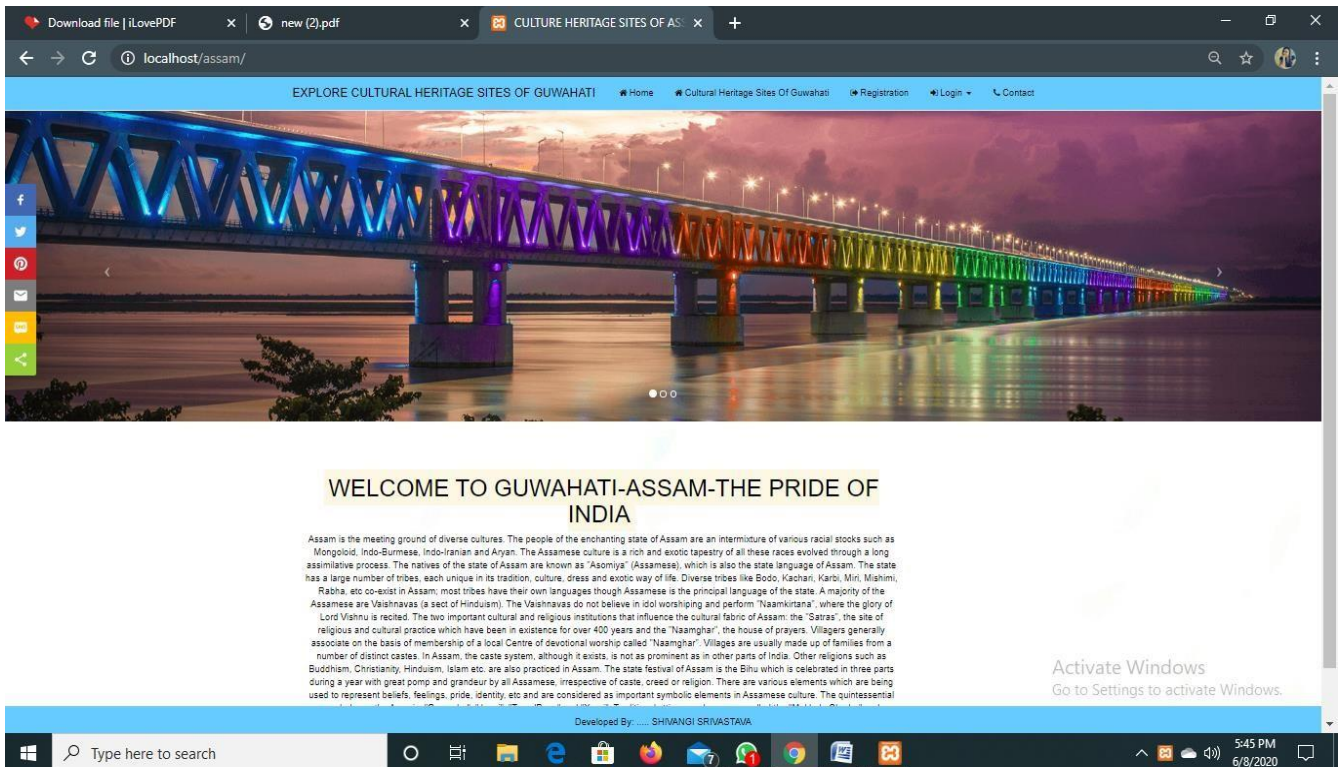 Download file | iLovePDF
new (2).pdf
CULTURE HERITAGE SITES OF AS
localhost/assam/
EXPLORE CULTURAL HERITAGE SITES OF GUWAHATI
Home
Cultural Heritage Sites Of Guwahati
Registration
Login
Contact
WELCOME TO GUWAHATI-ASSAM-THE PRIDE OF
INDIA
Assam is the meeting ground of diverse cultures. The people of the enchanting state of Assam are an intermixture of various racial stocks such as
Mongoloid, Indo-Burmese, Indo-Iranian and Aryan. The Assamese culture is a rich and exotic tapestry of all these races evolved through a long
assimilative process. The natives of the state of Assam are known as "Asomiya" (Assamese), which is also the state language of Assam. The state
has a large number of tribes, each unique in its tradition, culture, dress and exotic way of life. Diverse tribes like Bodo, Kachari, Karbi, Miri, Mishimi,
Rabha, etc co-exist in Assam; most tribes have their own languages though Assamese is the principal language of the state. A majority of the
Assamese are Vaishnavas (a sect of Hinduism). The Vaishnavas do not believe in idol worshiping and perform "Naamkirtana", where the glory of
Lord Vishnu is recited. The two important cultural and religious institutions that influence the cultural fabric of Assam: the "Satras", the site of
religious and cultural practice which have been in existence for over 400 years and the "Naamghar", the house of prayers. Villagers generally
associate on the basis of membership of a local Centre of devotional worship called "Naamghar". Villages are usually made up of families from a
number of distinct castes. In Assam, the caste system, although it exists, is not as prominent as in other parts of India. Other religions such as
Buddhism, Christianity, Hinduism, Islam etc. are also practiced in Assam. The state festival of Assam is the Bihu which is celebrated in three parts
during a year with great pomp and grandeur by all Assamese, irrespective of caste, creed or religion. There are various elements which are being
used to represent beliefs, feelings, pride, identity, etc and are considered as important symbolic elements in Assamese culture. The quintessential
Activate Windows
Go to Settings to activate Windows.
Developed By: ..... SHIVANGI SRIVASTAVA
Type here to search
7
1
5:45 PM
6/8/2020